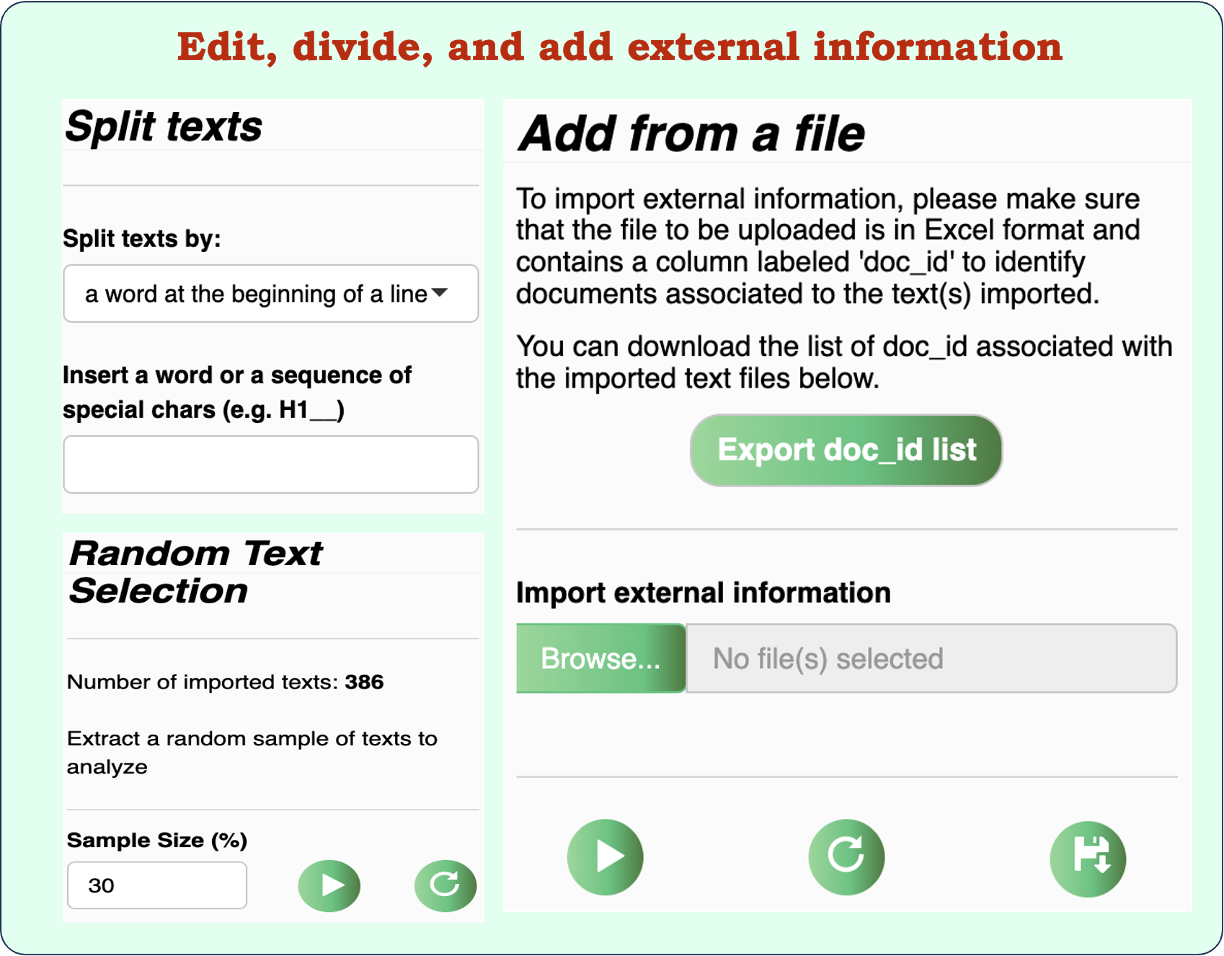 Edit, divide, and add external information
Split texts
Split texts by:
a word at the beginning of a line
Insert a word or a sequence of
special chars (e.g. H1__)
Random Text
Selection
Number of imported texts: 386
Extract a random sample of texts to
analyze
Sample Size (%)
30
Add from a file
To import external information, please make sure
that the file to be uploaded is in Excel format and
contains a column labeled 'doc_id' to identify
documents associated to the text(s) imported.
You can download the list of doc_id associated with
the imported text files below.
Export doc_id list
Import external information
Browse...
No file(s) selected